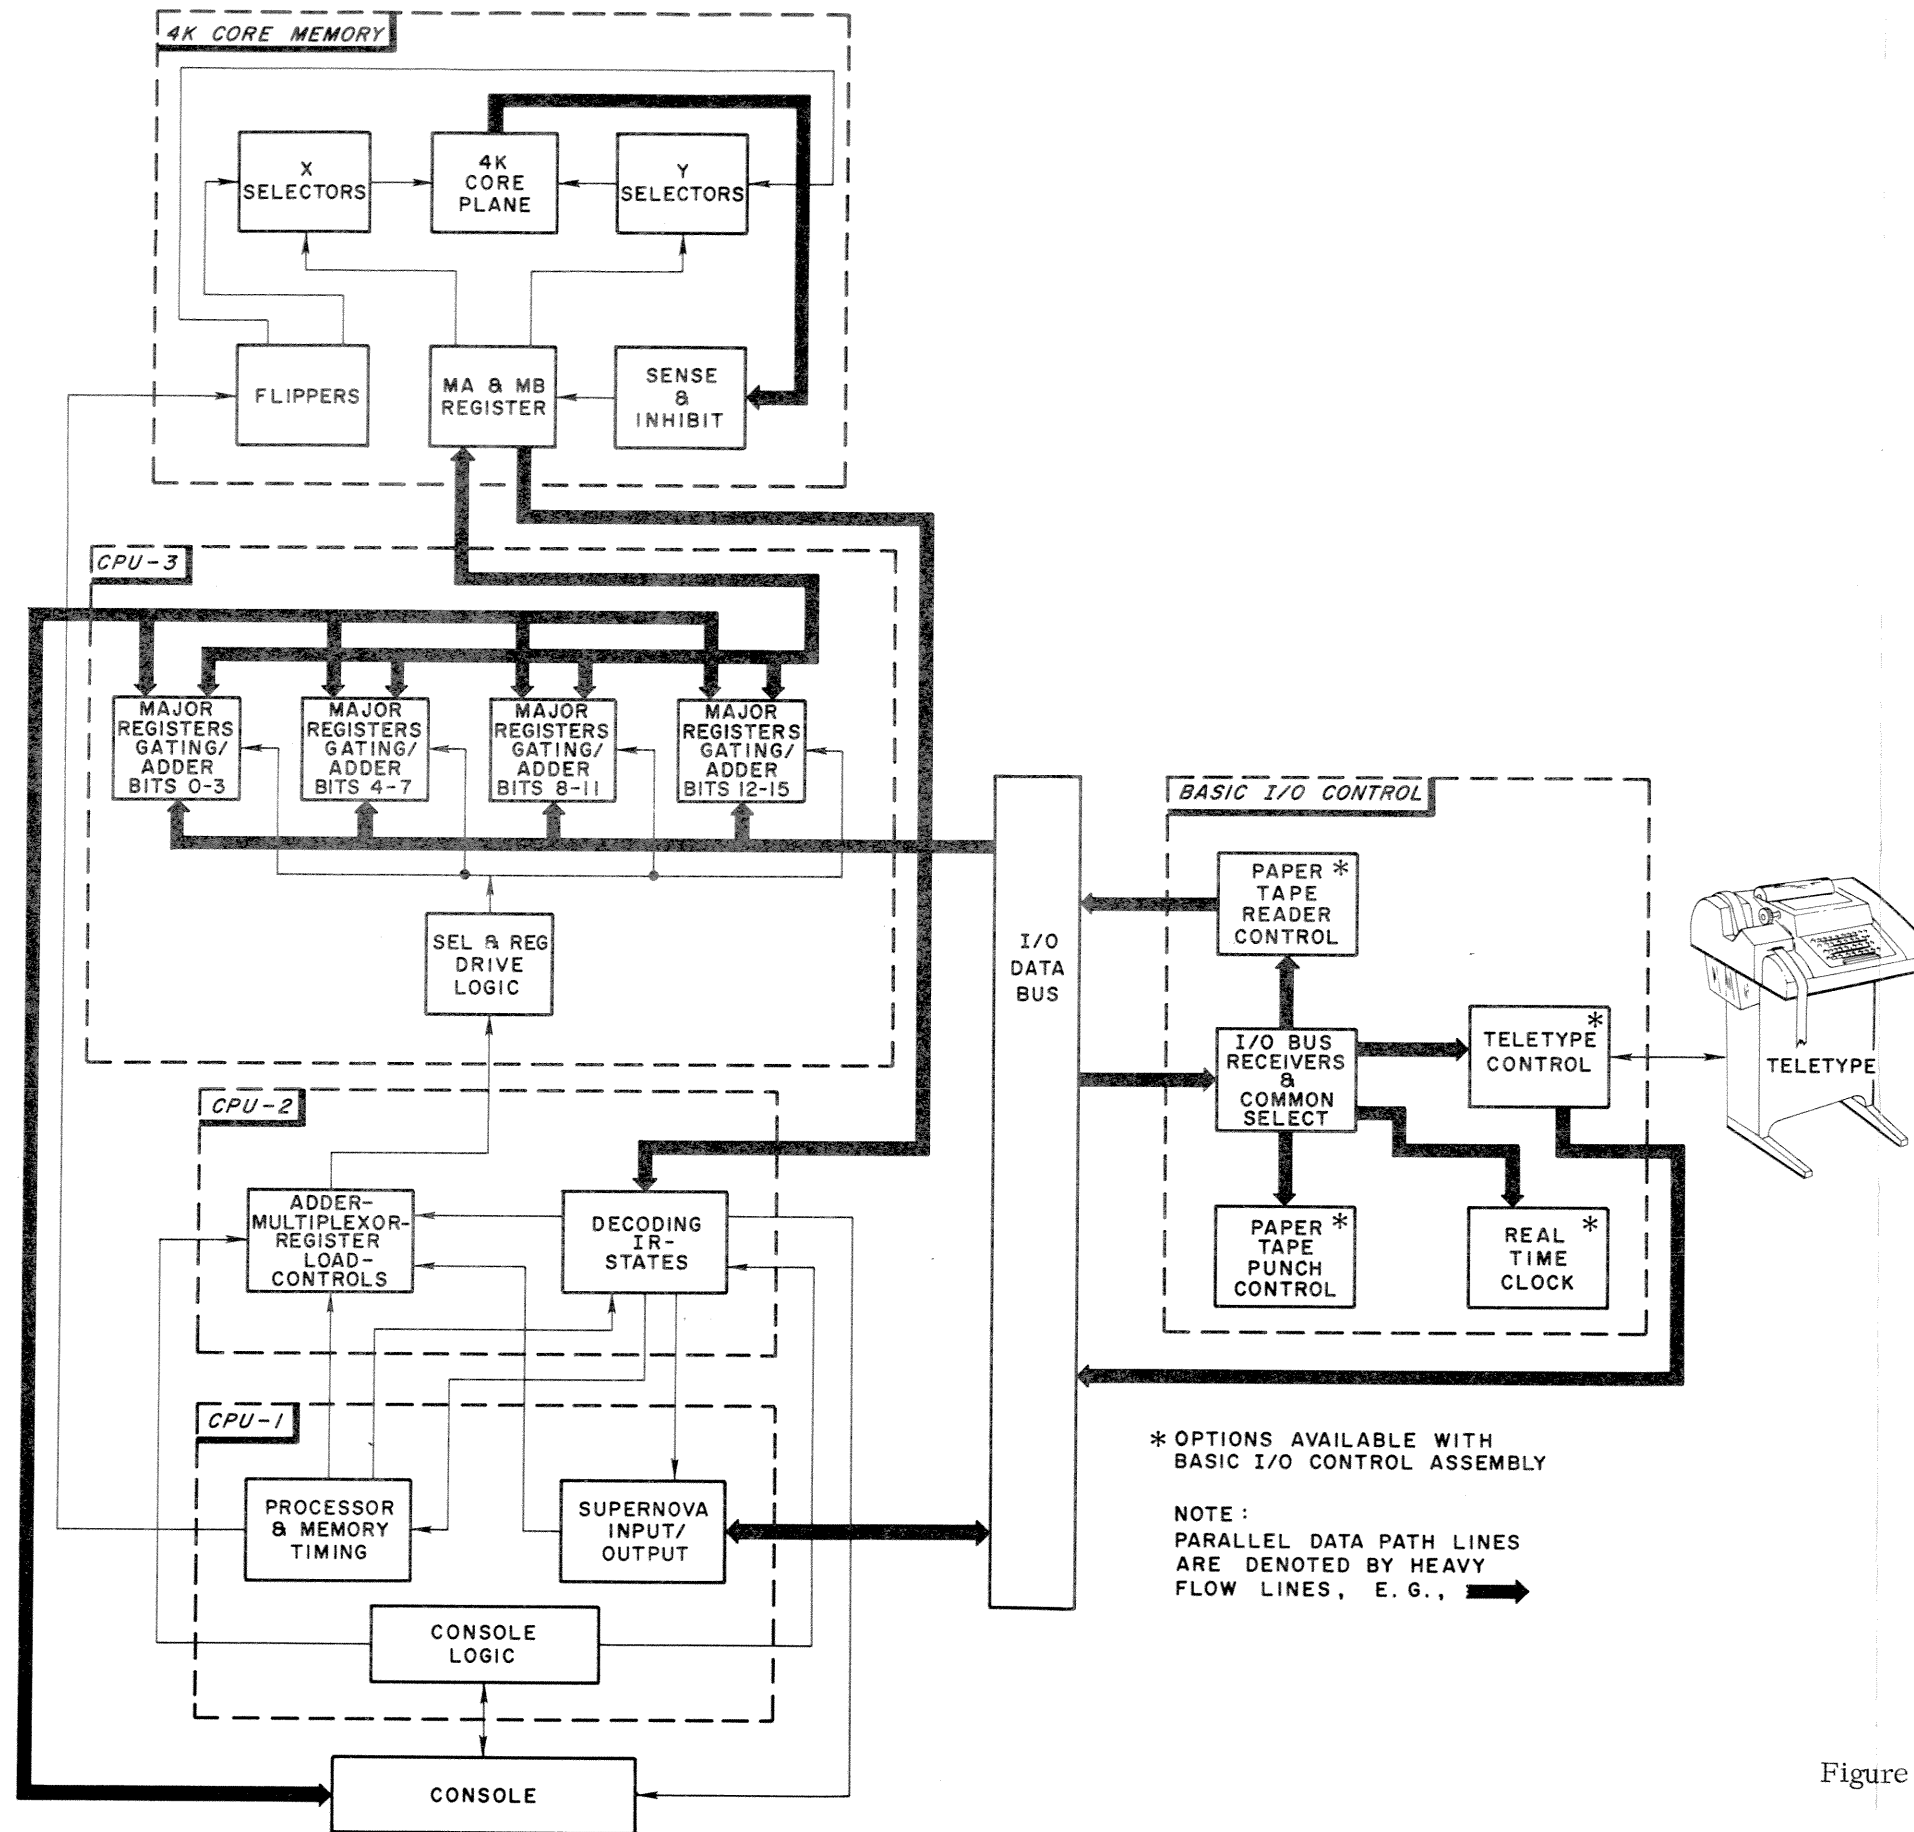 4K CORE MEMORY
X
SELECTORS
4K
CORE
PLANE
Y
SELECTORS
FLIPPERS
MA & MB
REGISTER
SENSE
&
INHIBIT
CPU-3
MAJOR
REGISTERS
GATING/
ADDER
BITS 0-3
MAJOR
REGISTERS
GATING/
ADDER
BITS 4-7
MAJOR
REGISTERS
GATING/
ADDER
BITS 8-11
MAJOR
REGISTERS
GATING/
ADDER
BITS 12-15
SEL & REG
DRIVE
LOGIC
CPU-2
ADDER-
MULTIPLEXOR-
REGISTER
LOAD-
CONTROLS
DECODING
IR-
STATES
CPU-1
PROCESSOR
& MEMORY
TIMING
SUPERNOVA
INPUT/
OUTPUT
CONSOLE
LOGIC
CONSOLE
I/O
DATA
BUS
BASIC I/O CONTROL
PAPER *
TAPE
READER
CONTROL
I/O BUS
RECEIVERS
&
COMMON
SELECT
*
TELETYPE
CONTROL
TELETYPE
PAPER *
TAPE
PUNCH
CONTROL
REAL *
TIME
CLOCK
* OPTIONS AVAILABLE WITH
BASIC I/O CONTROL ASSEMBLY
NOTE :
PARALLEL DATA PATH LINES
ARE DENOTED BY HEAVY
FLOW LINES, E.G.,
Figure